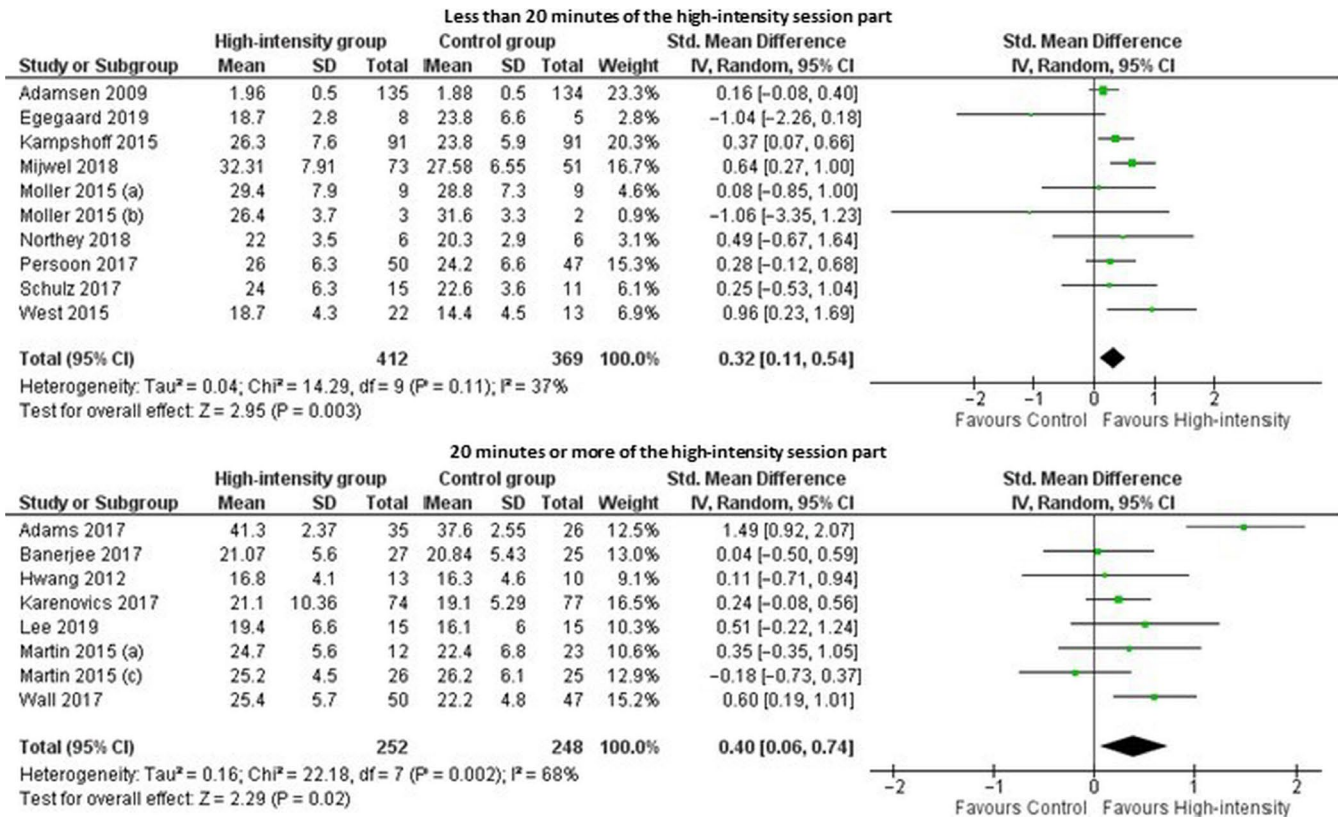 Less than 20 minutes of the high-intensity session part
High-intensity group Control group Std. Mean Difference Std. Mean Difference
Study or Subgroup Mean SD Total Mean SD Total Weight IV, Random, 95% CI IV, Random, 95% CI
Adamsen 2009 1.96 0.5 135 1.88 0.5 134 23.3% 0.16 [−0.08, 0.40]
Egegaard 2019 18.7 2.8 8 23.8 6.6 5 2.8% −1.04 [−2.26, 0.18]
Kampshoff 2015 26.3 7.6 91 23.8 5.9 91 20.3% 0.37 [0.07, 0.66]
Mijwel 2018 32.31 7.91 73 27.58 6.55 51 16.7% 0.64 [0.27, 1.00]
Moller 2015 (a) 29.4 7.9 9 28.8 7.3 9 4.6% 0.08 [−0.85, 1.00]
Moller 2015 (b) 26.4 3.7 3 31.6 3.3 2 0.9% −1.06 [−3.35, 1.23]
Northey 2018 22 3.5 6 20.3 2.9 6 3.1% 0.49 [−0.67, 1.64]
Persoon 2017 26 6.3 50 24.2 6.6 47 15.3% 0.28 [−0.12, 0.68]
Schulz 2017 24 6.3 15 22.6 3.6 11 6.1% 0.25 [−0.53, 1.04]
West 2015 18.7 4.3 22 14.4 4.5 13 6.9% 0.96 [0.23, 1.69]
Total (95% CI) 412 369 100.0% 0.32 [0.11, 0.54]
Heterogeneity: Tau² = 0.04; Chi² = 14.29, df = 9 (P = 0.11); I² = 37%
Test for overall effect: Z = 2.95 (P = 0.003)
−2 −1 0 1 2
Favours Control Favours High-intensity
20 minutes or more of the high-intensity session part
High-intensity group Control group Std. Mean Difference Std. Mean Difference
Study or Subgroup Mean SD Total Mean SD Total Weight IV, Random, 95% CI IV, Random, 95% CI
Adams 2017 41.3 2.37 35 37.6 2.55 26 12.5% 1.49 [0.92, 2.07]
Banerjee 2017 21.07 5.6 27 20.84 5.43 25 13.0% 0.04 [−0.50, 0.59]
Hwang 2012 16.8 4.1 13 16.3 4.6 10 9.1% 0.11 [−0.71, 0.94]
Karenovics 2017 21.1 10.36 74 19.1 5.29 77 16.5% 0.24 [−0.08, 0.56]
Lee 2019 19.4 6.6 15 16.1 6 15 10.3% 0.51 [−0.22, 1.24]
Martin 2015 (a) 24.7 5.6 12 22.4 6.8 23 10.6% 0.35 [−0.35, 1.05]
Martin 2015 (c) 25.2 4.5 26 26.2 6.1 25 12.9% −0.18 [−0.73, 0.37]
Wall 2017 25.4 5.7 50 22.2 4.8 47 15.2% 0.60 [0.19, 1.01]
Total (95% CI) 252 248 100.0% 0.40 [0.06, 0.74]
Heterogeneity: Tau² = 0.16; Chi² = 22.18, df = 7 (P = 0.002); I² = 68%
Test for overall effect: Z = 2.29 (P = 0.02)
−2 −1 0 1 2
Favours Control Favours High-intensity